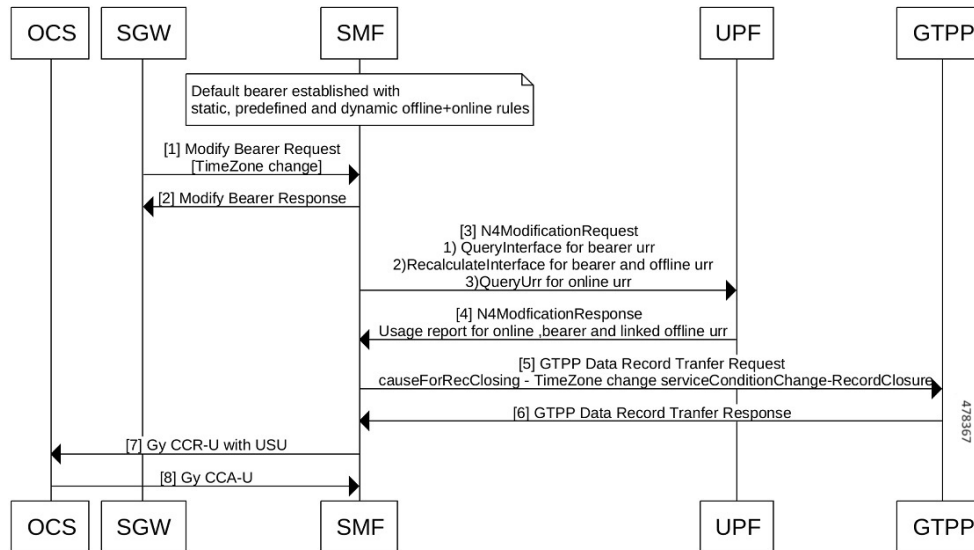 OCS SGW SMF UPF GTPP
Default bearer established with
static, predefined and dynamic offline+online rules
[1] Modify Bearer Request
[TimeZone change]
[2] Modify Bearer Response
[3] N4ModificationRequest
1) QueryInterface for bearer urr
2)RecalculateInterface for bearer and offline urr
3)QueryUrr for online urr
[4] N4ModficationResponse
Usage report for online ,bearer and linked offline urr
[5] GTPP Data Record Tranfer Request
causeForRecClosing - TimeZone change serviceConditionChange-RecordClosure
[6] GTPP Data Record Tranfer Response
[7] Gy CCR-U with USU
[8] Gy CCA-U
OCS SGW SMF UPF GTPP
478367